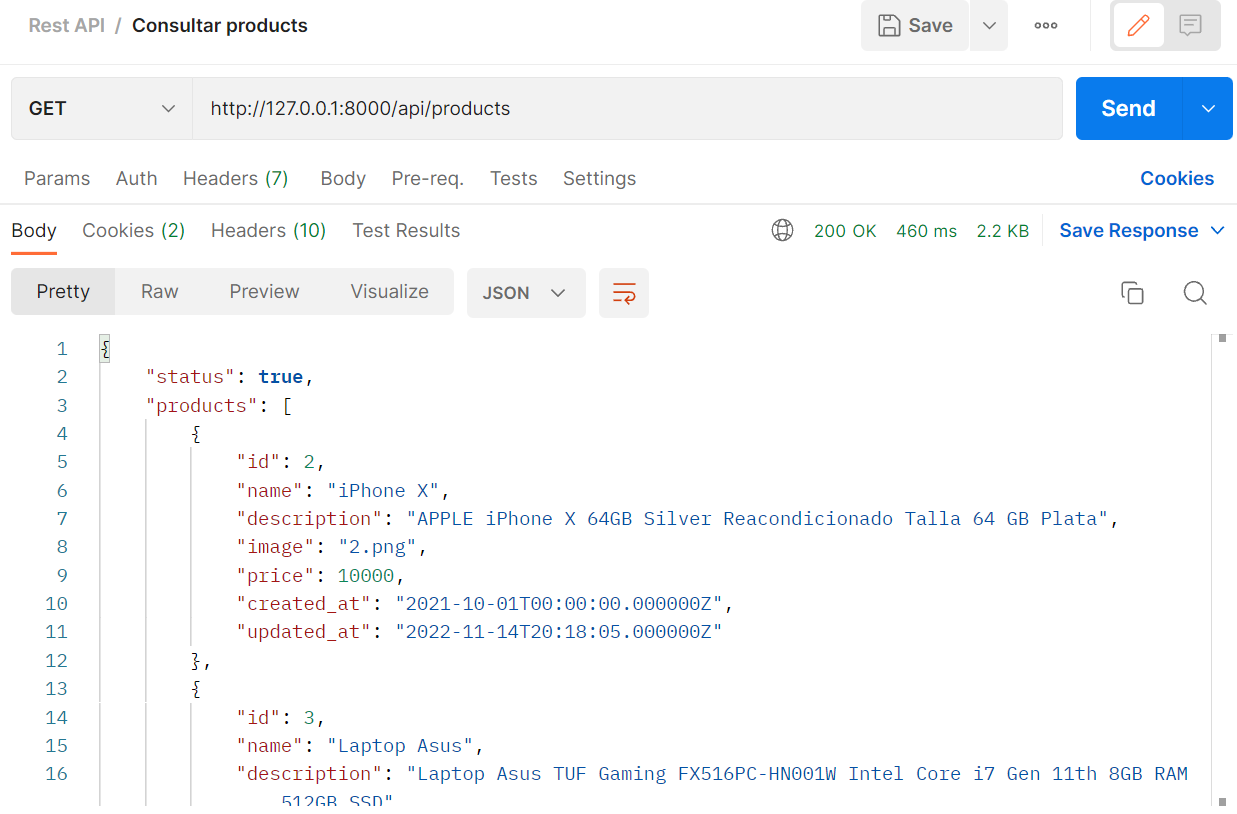 Rest API / Consultar products
Save
GET
http://127.0.0.1:8000/api/products
Send
Params Auth Headers (7) Body Pre-req. Tests Settings
Cookies
Body Cookies (2) Headers (10) Test Results
200 OK 460 ms 2.2 KB Save Response
Pretty Raw Preview Visualize JSON
1 {
2 "status": true,
3 "products": [
4 {
5 "id": 2,
6 "name": "iPhone X",
7 "description": "APPLE iPhone X 64GB Silver Reacondicionado Talla 64 GB Plata",
8 "image": "2.png",
9 "price": 10000,
10 "created_at": "2021-10-01T00:00:00.000000Z",
11 "updated_at": "2022-11-14T20:18:05.000000Z"
12 },
13 {
14 "id": 3,
15 "name": "Laptop Asus",
16 "description": "Laptop Asus TUF Gaming FX516PC-HN001W Intel Core i7 Gen 11th 8GB RAM
512GB SSD"